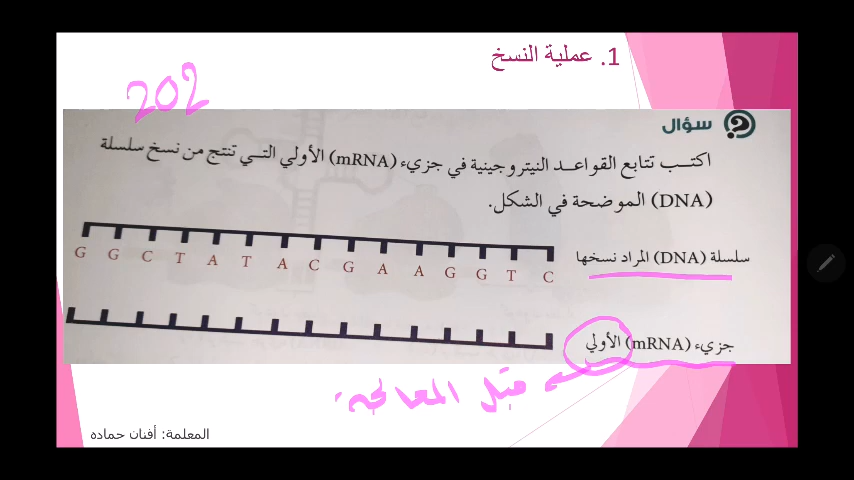 1. عملية النسخ
202
سؤال
اكتب تتابع القواعد النيتروجينية في جزيء (mRNA) الأولي التي تنتج من نسخ سلسلة
(DNA) الموضحة في الشكل.
سلسلة (DNA) المراد نسخها
G G C T A T A C G A A G G T C
جزيء (mRNA) الأولي
قبل المعالجة
المعلمة: أفنان حماده